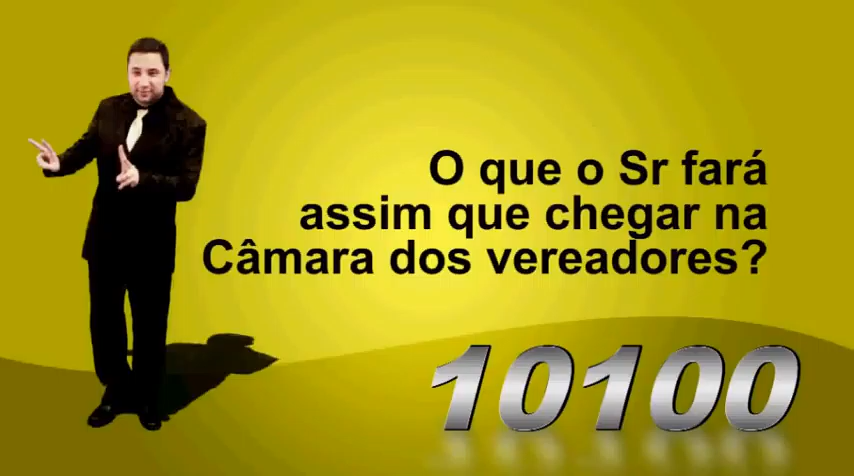 O que o Sr fará
assim que chegar na
Câmara dos vereadores?
10100